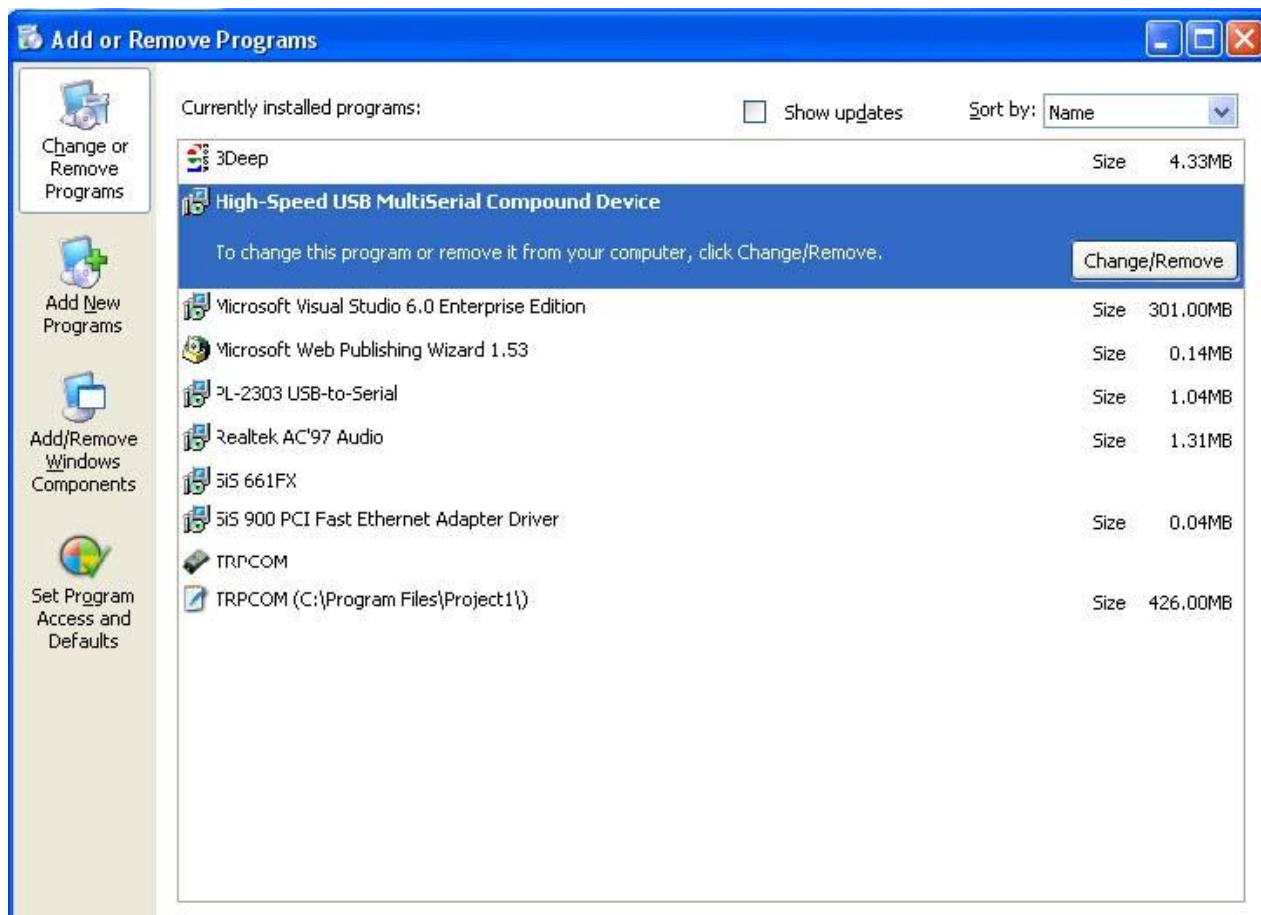 Add or Remove Programs
Change or
Remove
Programs
Add New
Programs
Add/Remove
Windows
Components
Set Program
Access and
Defaults
Currently installed programs:
Show updates
Sort by: Name
3Deep Size 4.33MB
High-Speed USB MultiSerial Compound Device
To change this program or remove it from your computer, click Change/Remove.
Change/Remove
Microsoft Visual Studio 6.0 Enterprise Edition Size 301.00MB
Microsoft Web Publishing Wizard 1.53 Size 0.14MB
PL-2303 USB-to-Serial Size 1.04MB
Realtek AC'97 Audio Size 1.31MB
SiS 661FX
SiS 900 PCI Fast Ethernet Adapter Driver Size 0.04MB
TRPCOM
TRPCOM (C:\Program Files\Project1\) Size 426.00MB